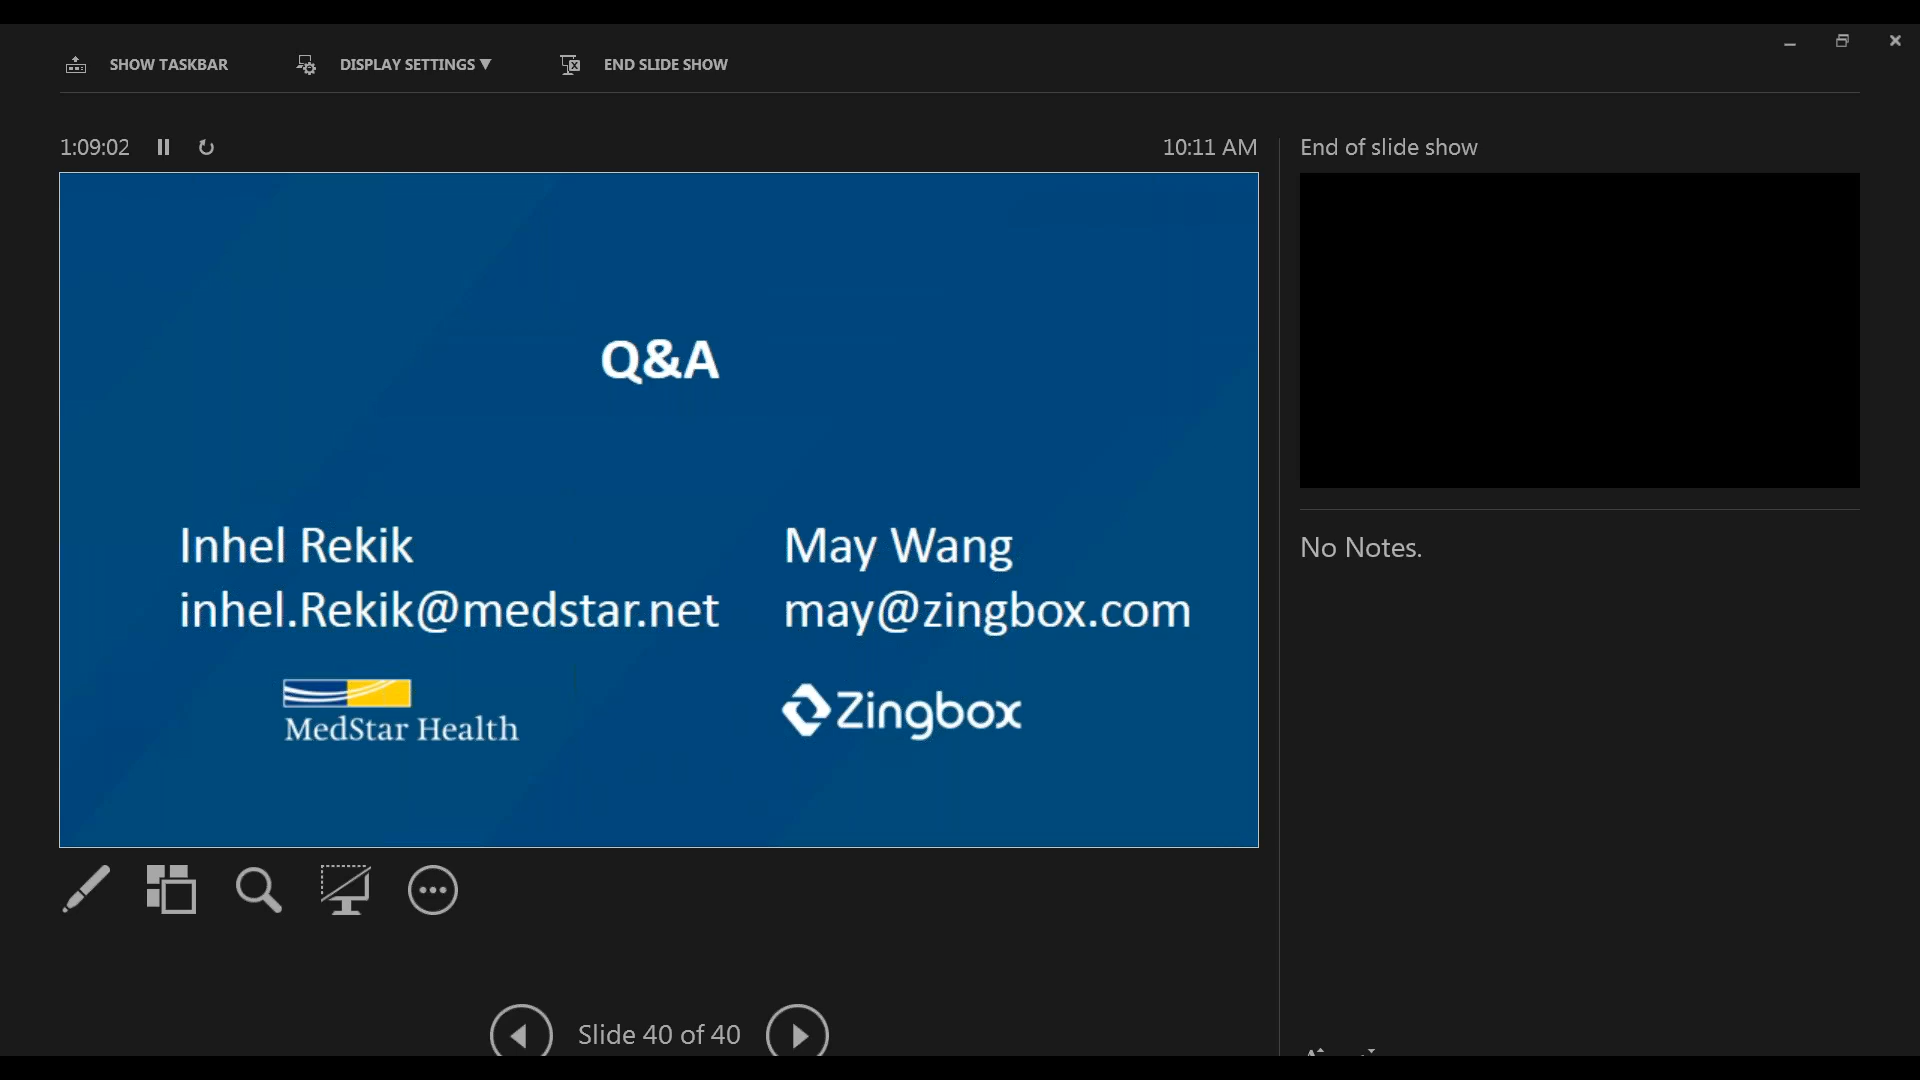 SHOW TASKBAR
DISPLAY SETTINGS ▼
END SLIDE SHOW
1:09:02
10:11 AM
End of slide show
Q&A
Inhel Rekik
inhel.Rekik@medstar.net
MedStar Health
May Wang
may@zingbox.com
Zingbox
No Notes.
Slide 40 of 40